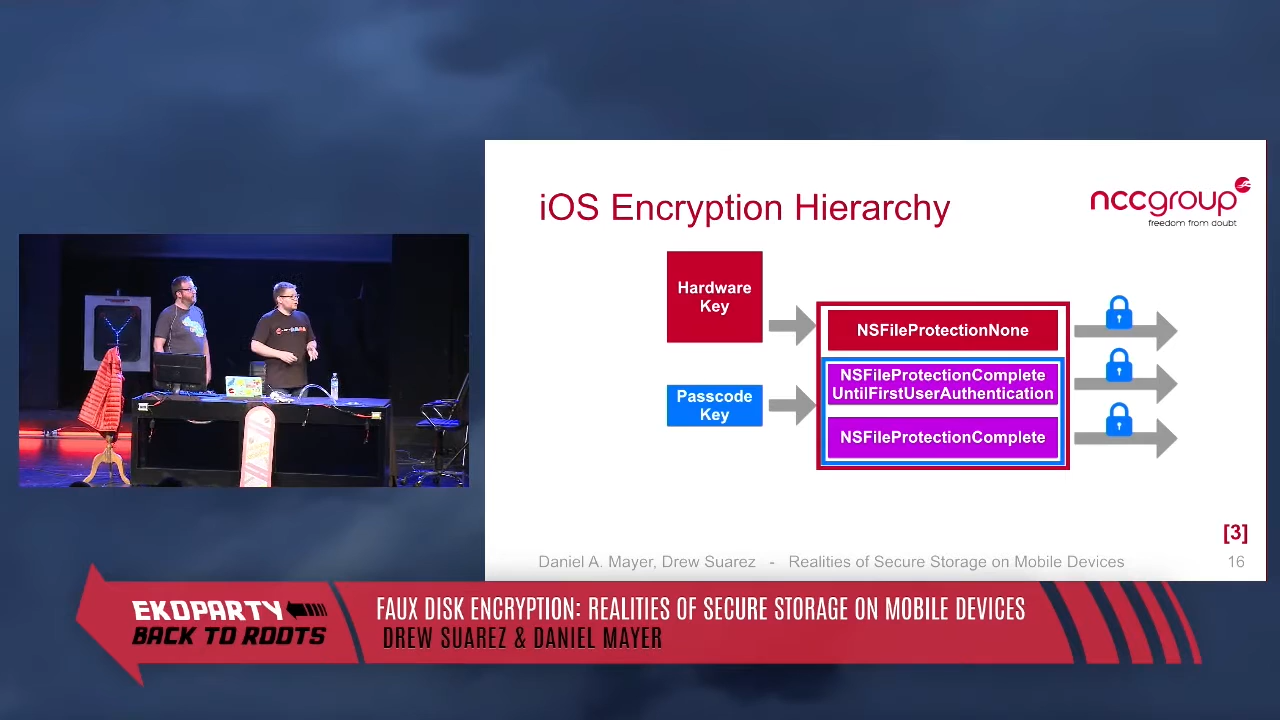 iOS Encryption Hierarchy
nccgroup
freedom from doubt
Hardware
Key
Passcode
Key
NSFileProtectionNone
NSFileProtectionComplete
UntilFirstUserAuthentication
NSFileProtectionComplete
[3]
Daniel A. Mayer, Drew Suarez - Realities of Secure Storage on Mobile Devices
16
EKOPARTY
BACK TO ROOTS
FAUX DISK ENCRYPTION: REALITIES OF SECURE STORAGE ON MOBILE DEVICES
DREW SUAREZ & DANIEL MAYER